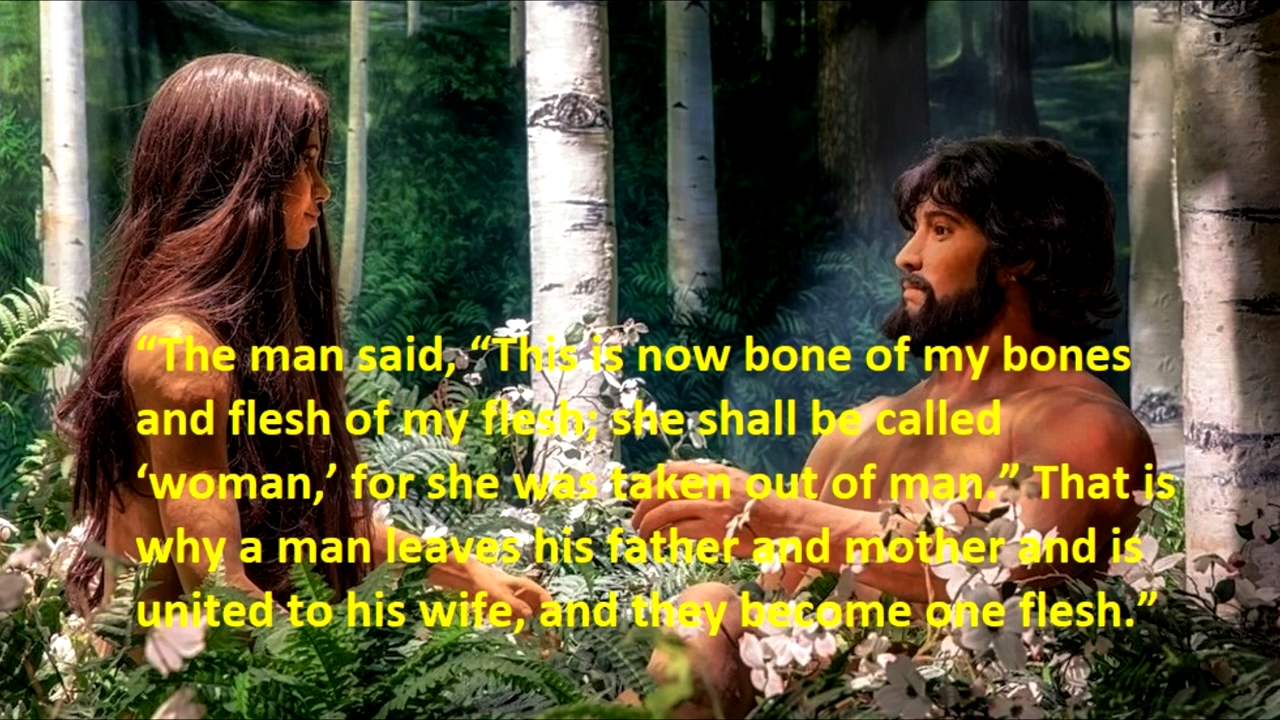 “The man said, “This is now bone of my bones
and flesh of my flesh; she shall be called
‘woman,’ for she was taken out of man.” That is
why a man leaves his father and mother and is
united to his wife, and they become one flesh.”